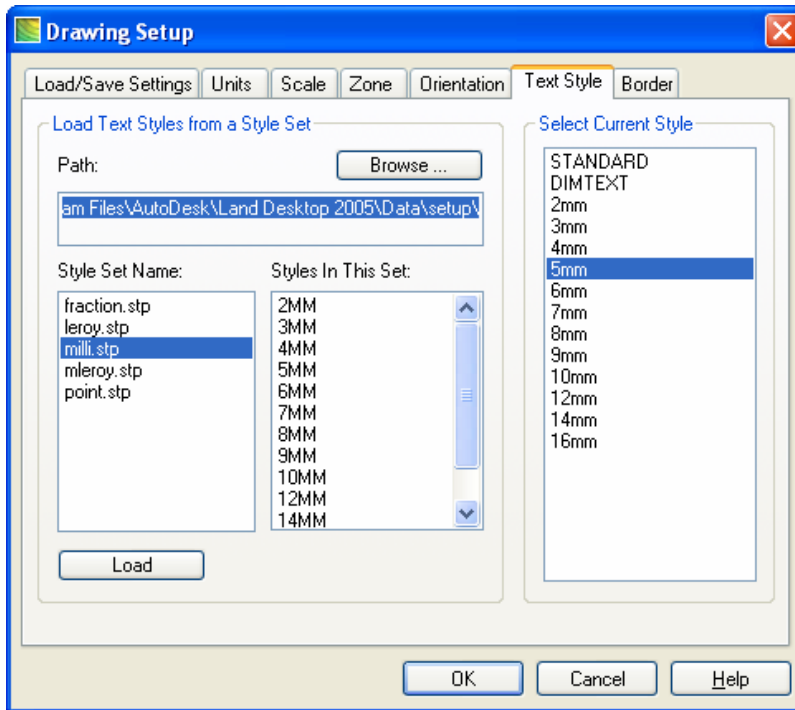 Drawing Setup
Load/Save Settings Units Scale Zone Orientation Text Style Border
Load Text Styles from a Style Set
Path:
Browse ...
am Files\AutoDesk\Land Desktop 2005\Data\setup\
Style Set Name:
fraction.stp
leroy.stp
milli.stp
mleroy.stp
point.stp
Styles In This Set:
2MM
3MM
4MM
5MM
6MM
7MM
8MM
9MM
10MM
12MM
14MM
Load
Select Current Style
STANDARD
DIMTEXT
2mm
3mm
4mm
5mm
6mm
7mm
8mm
9mm
10mm
12mm
14mm
16mm
OK Cancel Help